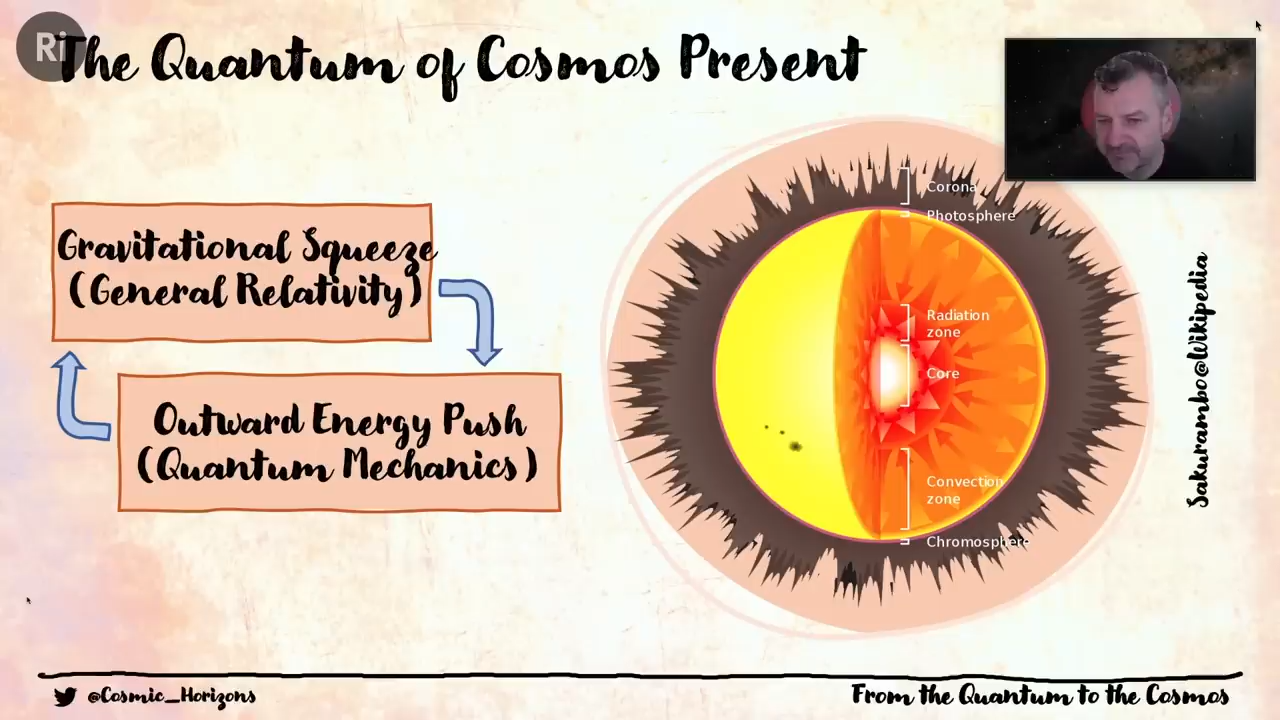 Ri
The Quantum of Cosmos Present
Gravitational Squeeze
(General Relativity)
Outward Energy Push
(Quantum Mechanics)
Corona
Photosphere
Radiation
zone
Core
Convection
zone
Chromosphere
Sakurambo@Wikipedia
@Cosmic_Horizons
From the Quantum to the Cosmos